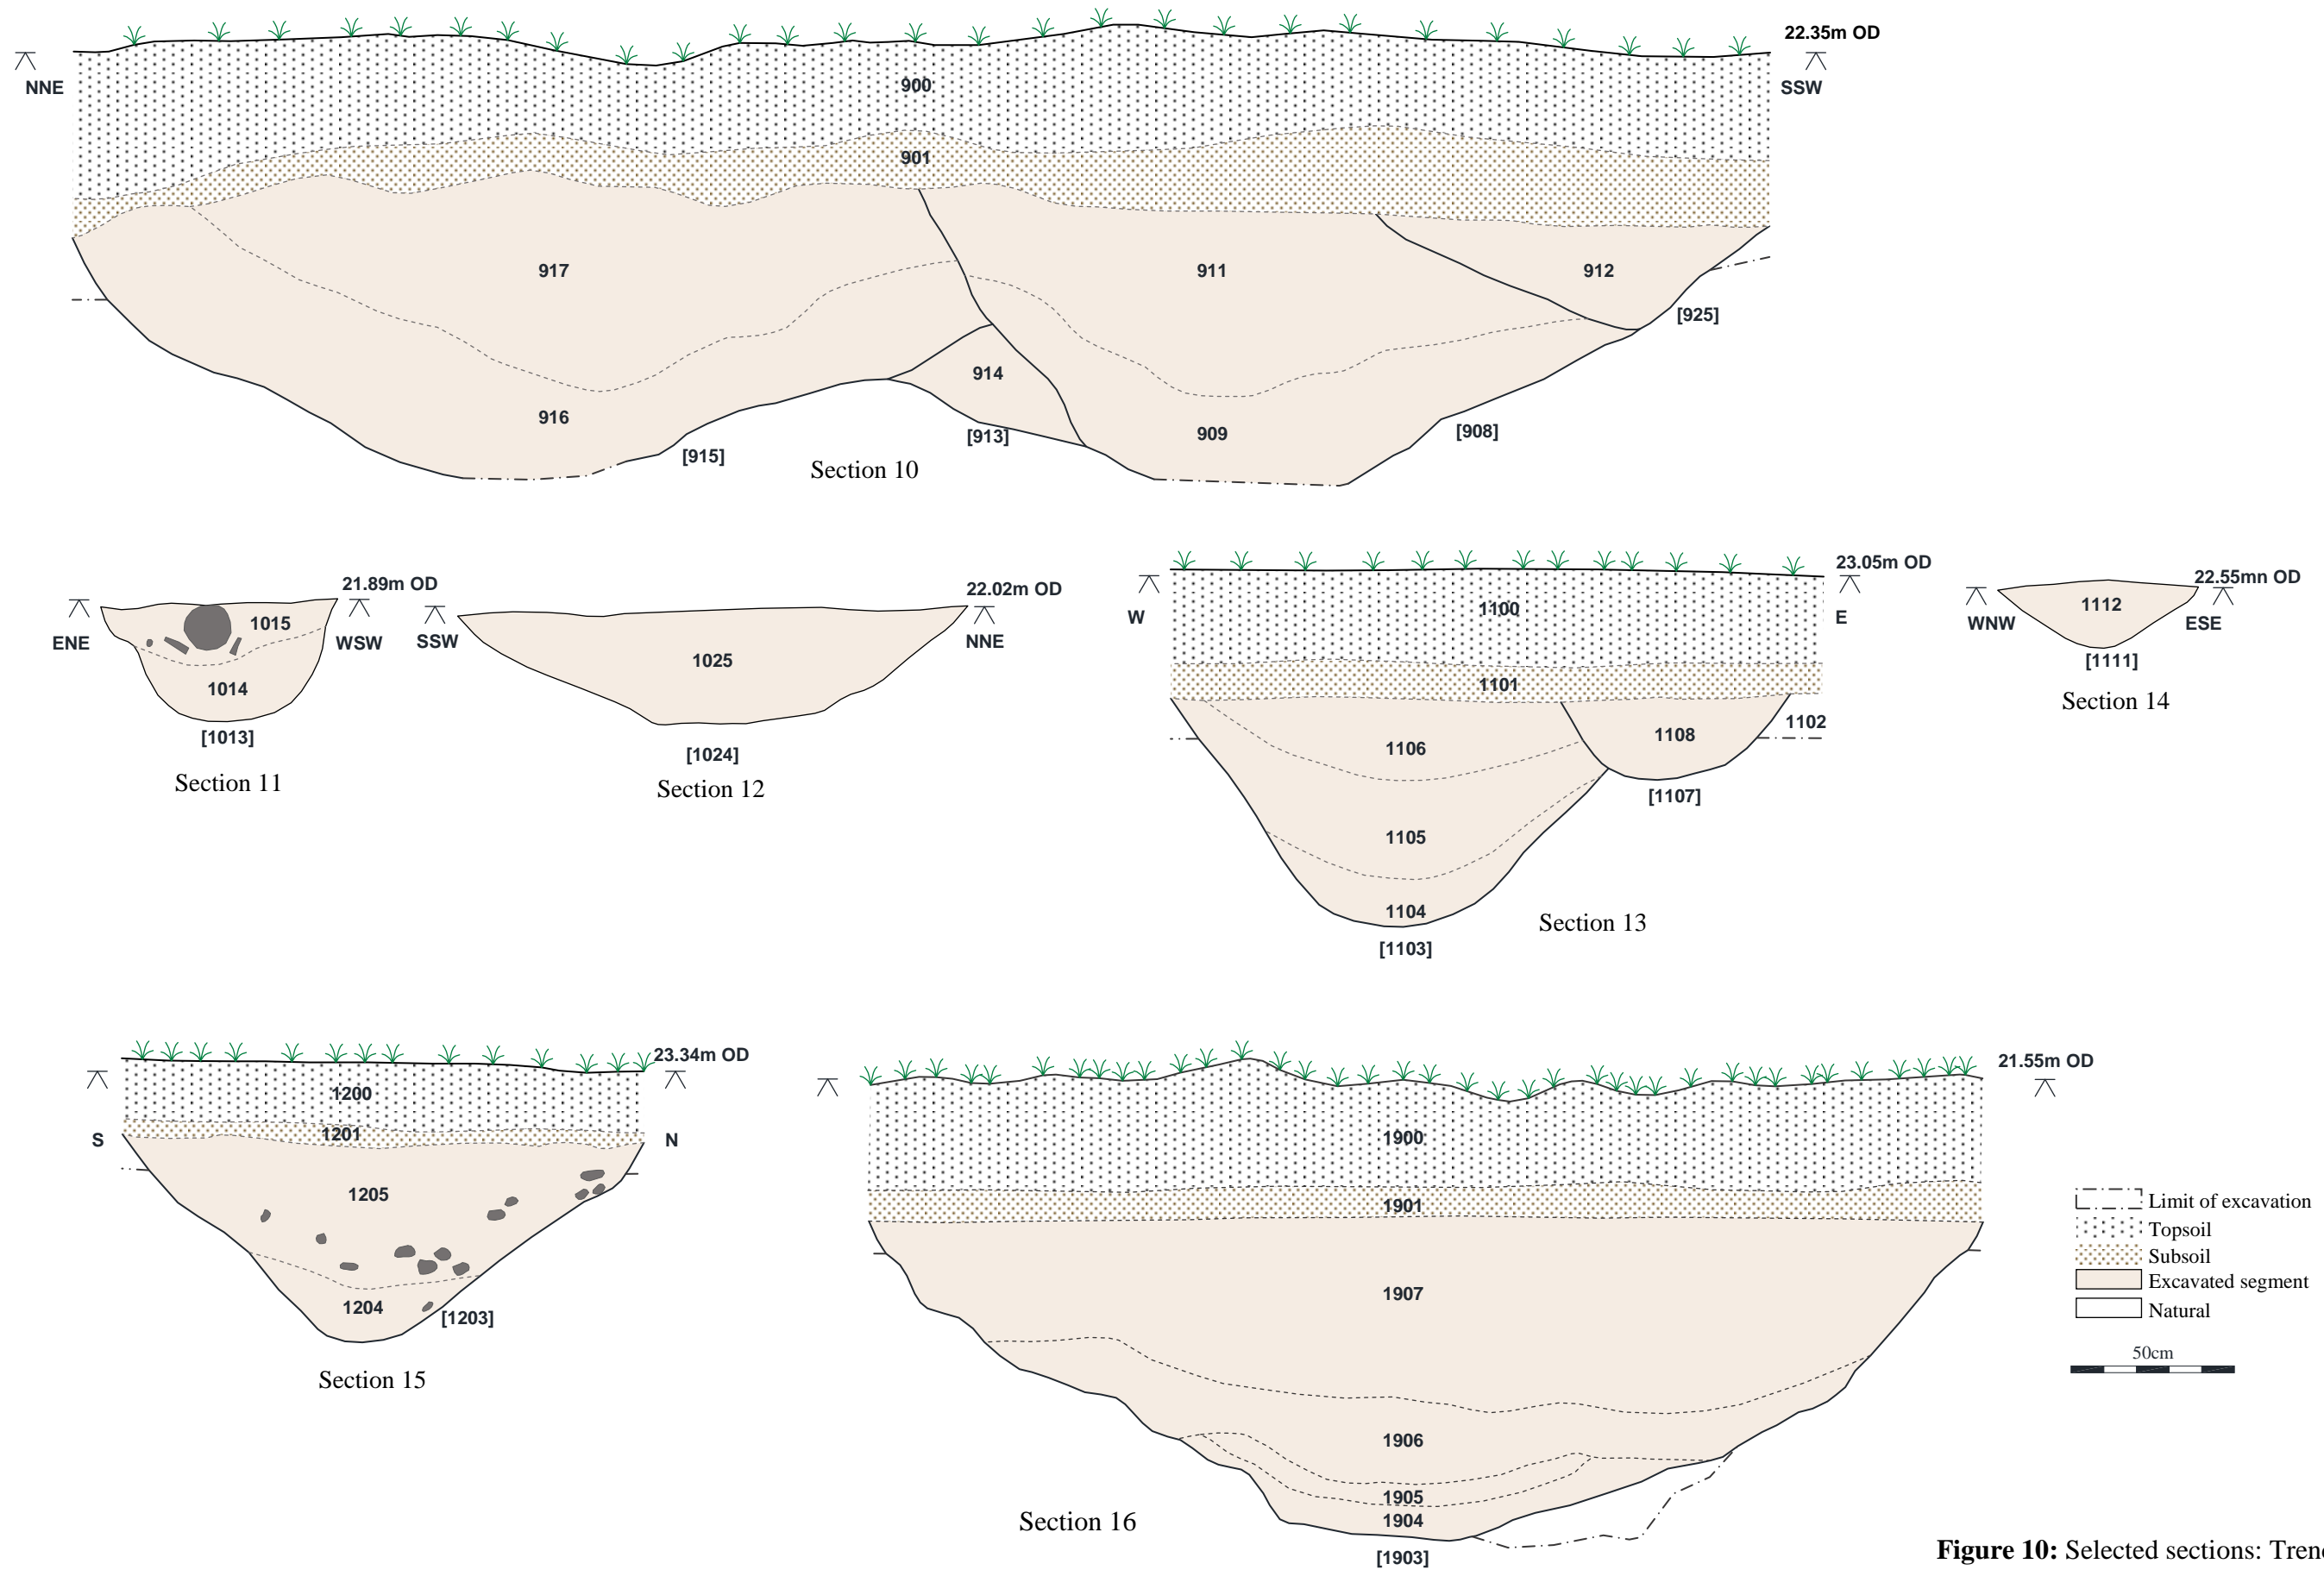 22.35m OD
NNE
SSW
900
901
917
911
912
[925]
914
916
909
[913]
[908]
[915]
Section 10
21.89m OD
ENE
WSW
1015
1014
[1013]
Section 11
22.02m OD
SSW
NNE
1025
[1024]
Section 12
23.05m OD
W
E
1100
1101
1102
1106
1108
[1107]
1105
1104
[1103]
Section 13
22.55mn OD
WNW
ESE
1112
[1111]
Section 14
23.34m OD
S
N
1200
1201
1205
1204
[1203]
Section 15
21.55m OD
1900
1901
1907
1906
1905
1904
[1903]
Section 16
Limit of excavation
Topsoil
Subsoil
Excavated segment
Natural
50cm
Figure 10: Selected sections: